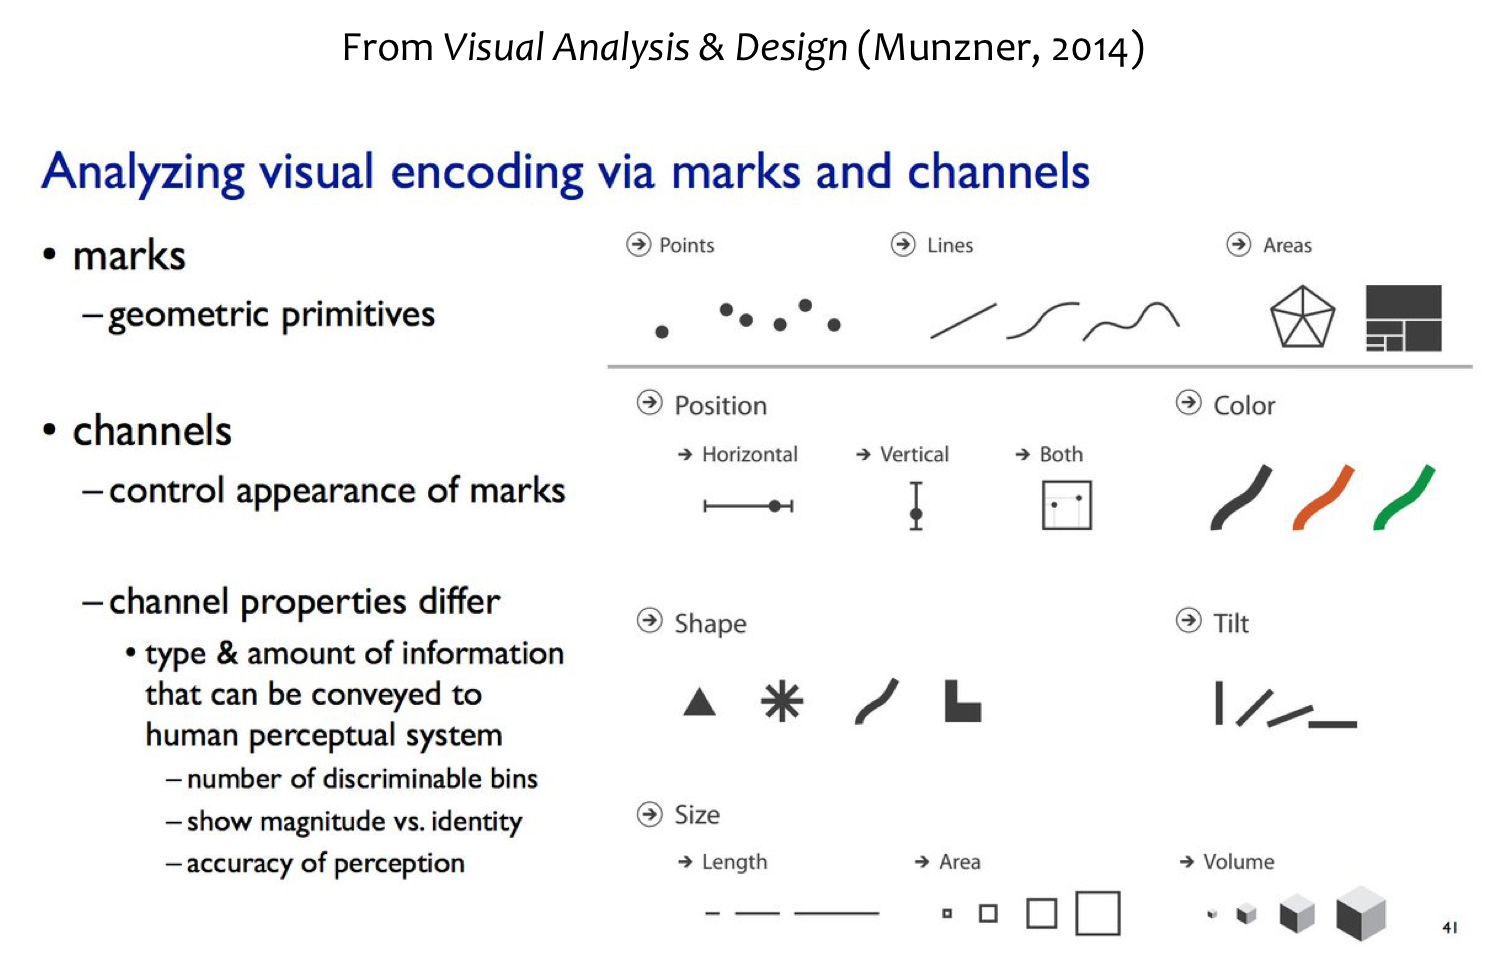 From Visual Analysis & Design (Munzner, 2014)
Analyzing visual encoding via marks and channels
• marks
– geometric primitives
• channels
– control appearance of marks
– channel properties differ
• type & amount of information
that can be conveyed to
human perceptual system
– number of discriminable bins
– show magnitude vs. identity
– accuracy of perception
Points
Lines
Areas
Position
Horizontal
Vertical
Both
Color
Shape
Tilt
Size
Length
Area
Volume
41